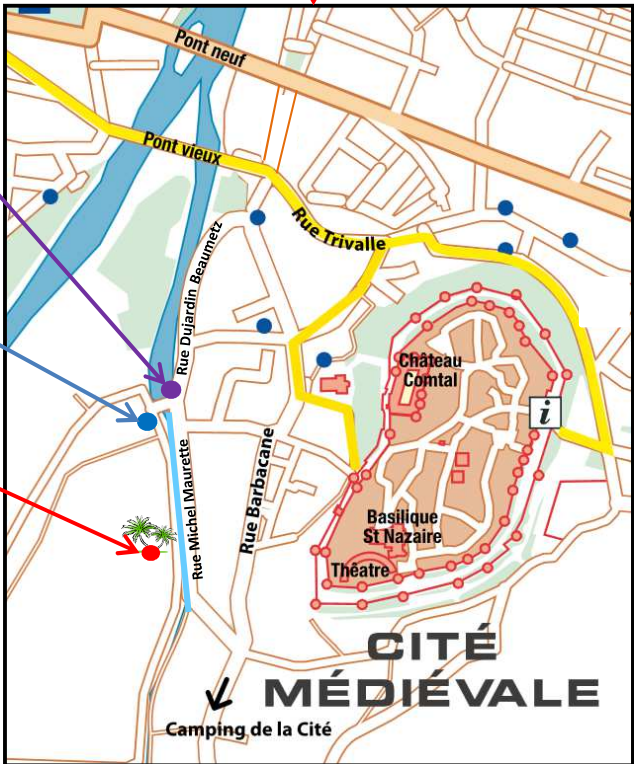 Pont neuf
Pont vieux
Rue Trivalle
Rue Dujardin Beaumetz
Château
Comtal
i
Rue Barbacane
Rue Michel Maurette
Basilique
St Nazaire
Théatre
CITÉ
MÉDIÉVALE
Camping de la Cité